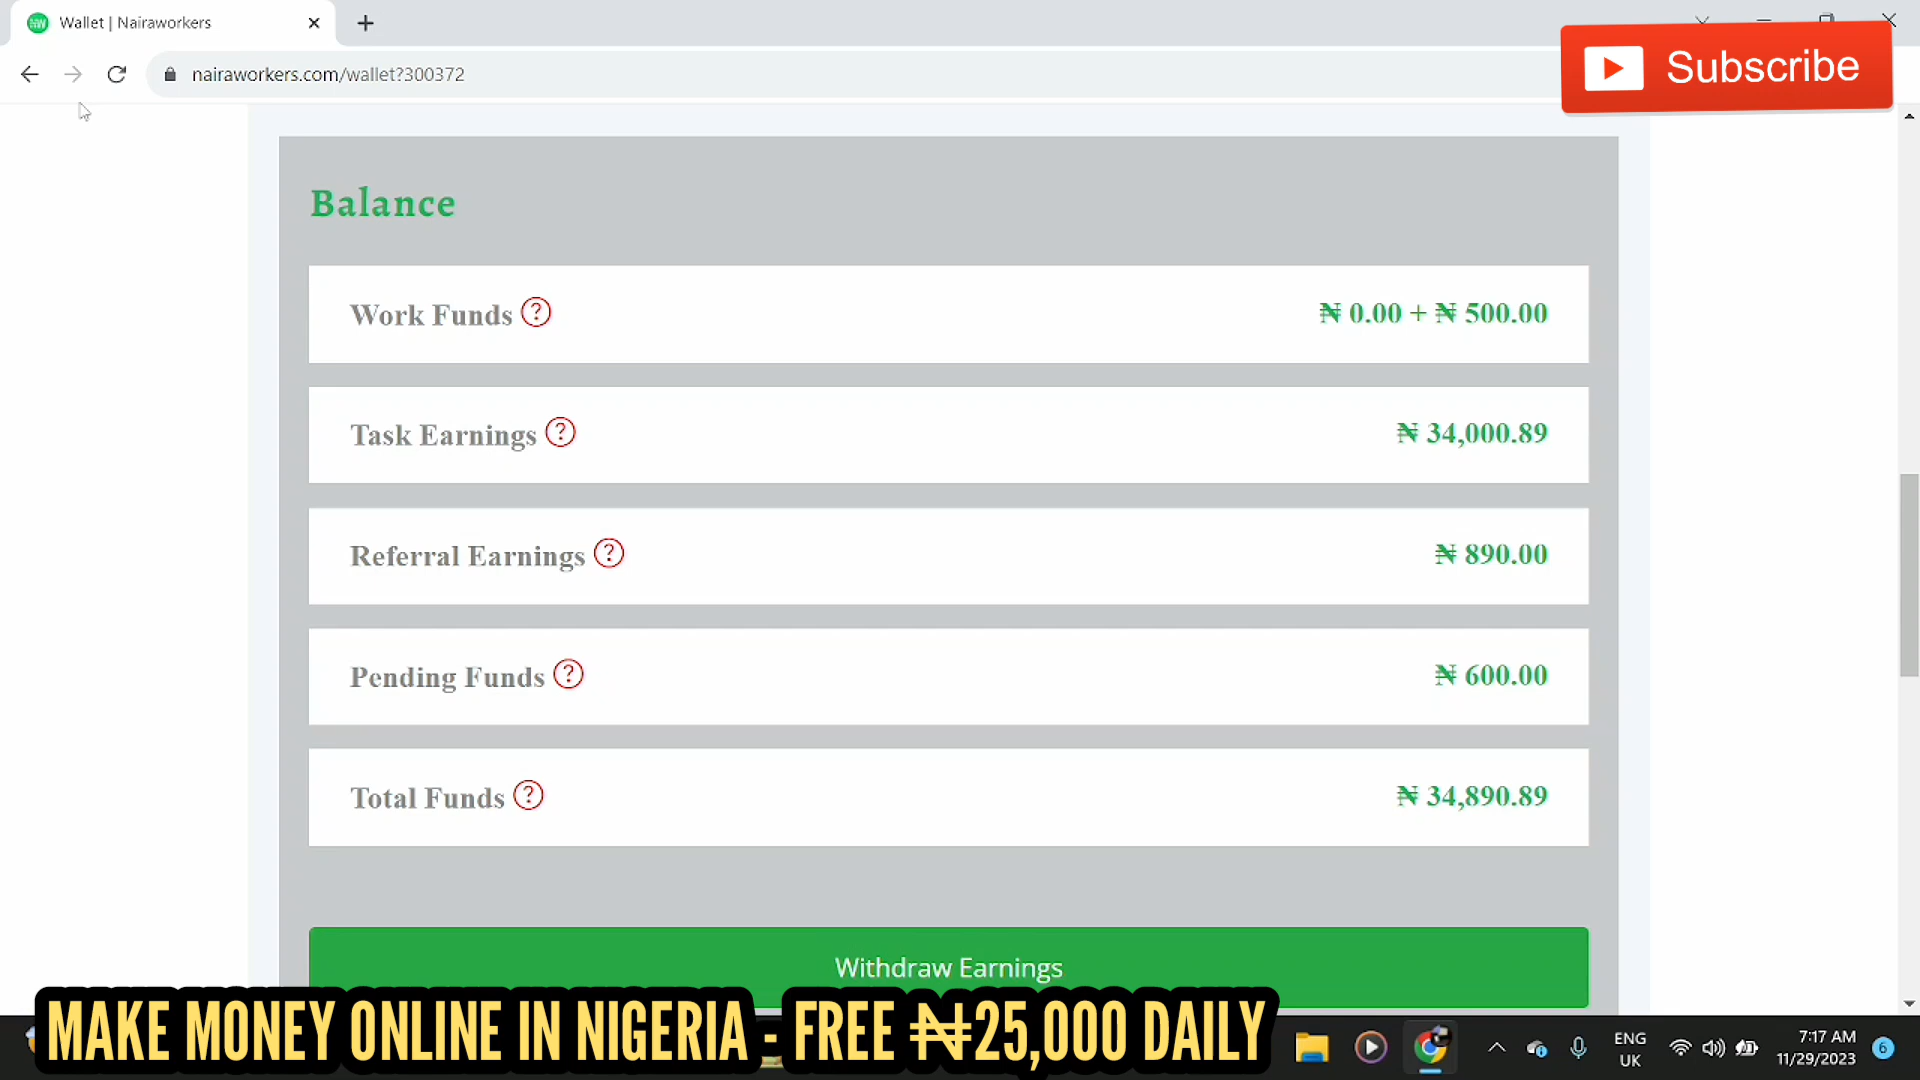 Wallet | Nairaworkers
nairaworkers.com/wallet?300372
Subscribe
Balance
Work Funds ? ₦ 0.00 + ₦ 500.00
Task Earnings ? ₦ 34,000.89
Referral Earnings ? ₦ 890.00
Pending Funds ? ₦ 600.00
Total Funds ? ₦ 34,890.89
Withdraw Earnings
MAKE MONEY ONLINE IN NIGERIA - FREE ₦25,000 DAILY
ENG
UK
7:17 AM
11/29/2023
6